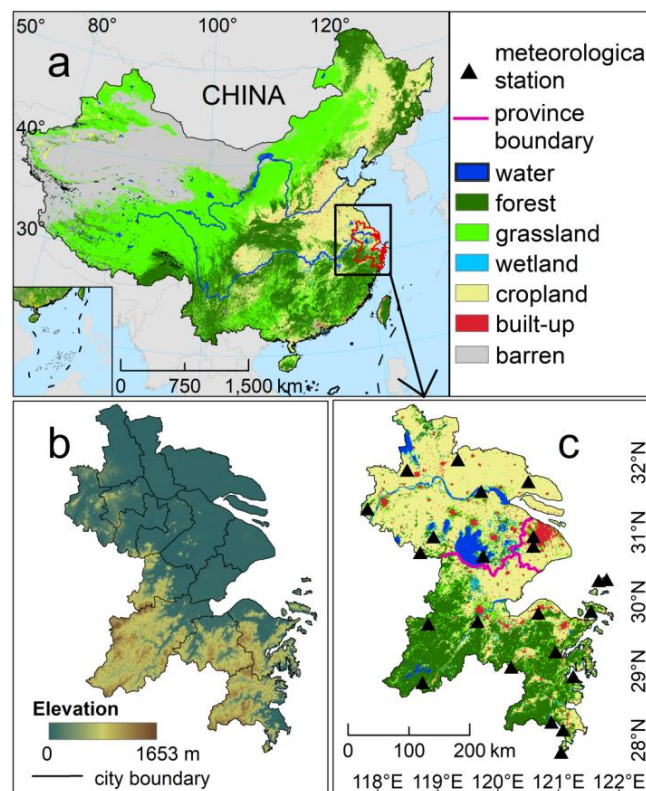 50° 80° 100° 120°
a
CHINA
40°
30°
0 750 1,500 km
meteorological
station
province
boundary
water
forest
grassland
wetland
cropland
built-up
barren
b
Elevation
0 1653 m
city boundary
c
32°N
31°N
30°N
29°N
28°N
0 100 200 km
118°E 119°E 120°E 121°E 122°E